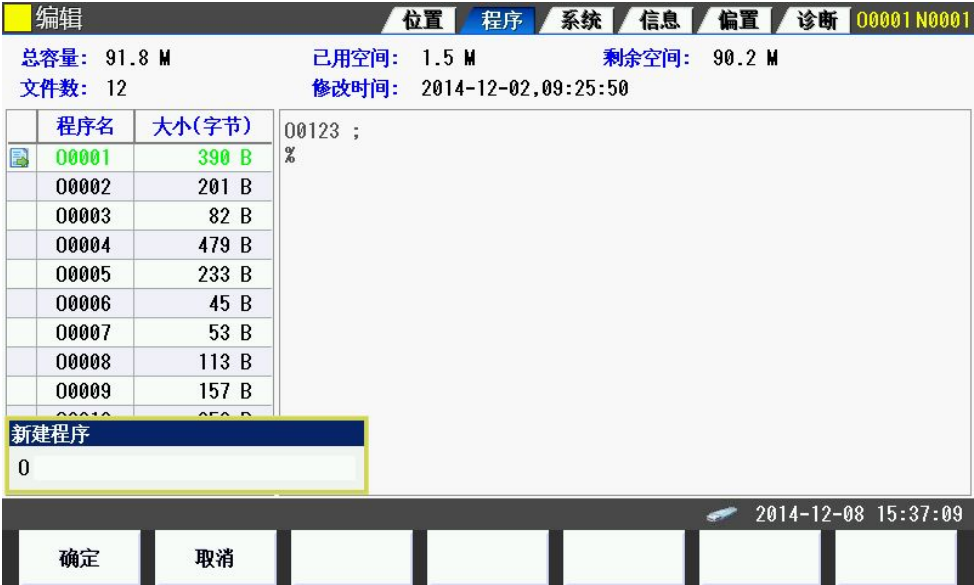 编辑 位置 程序 系统 信息 偏置 诊断 O0001 N0001
总容量: 91.8 M 已用空间: 1.5 M 剩余空间: 90.2 M
文件数: 12 修改时间: 2014-12-02,09:25:50
程序名 大小(字节)
O0001 390 B
O0002 201 B
O0003 82 B
O0004 479 B
O0005 233 B
O0006 45 B
O0007 53 B
O0008 113 B
O0009 157 B
O0123 ;
%
新建程序
O
2014-12-08 15:37:09
确定 取消